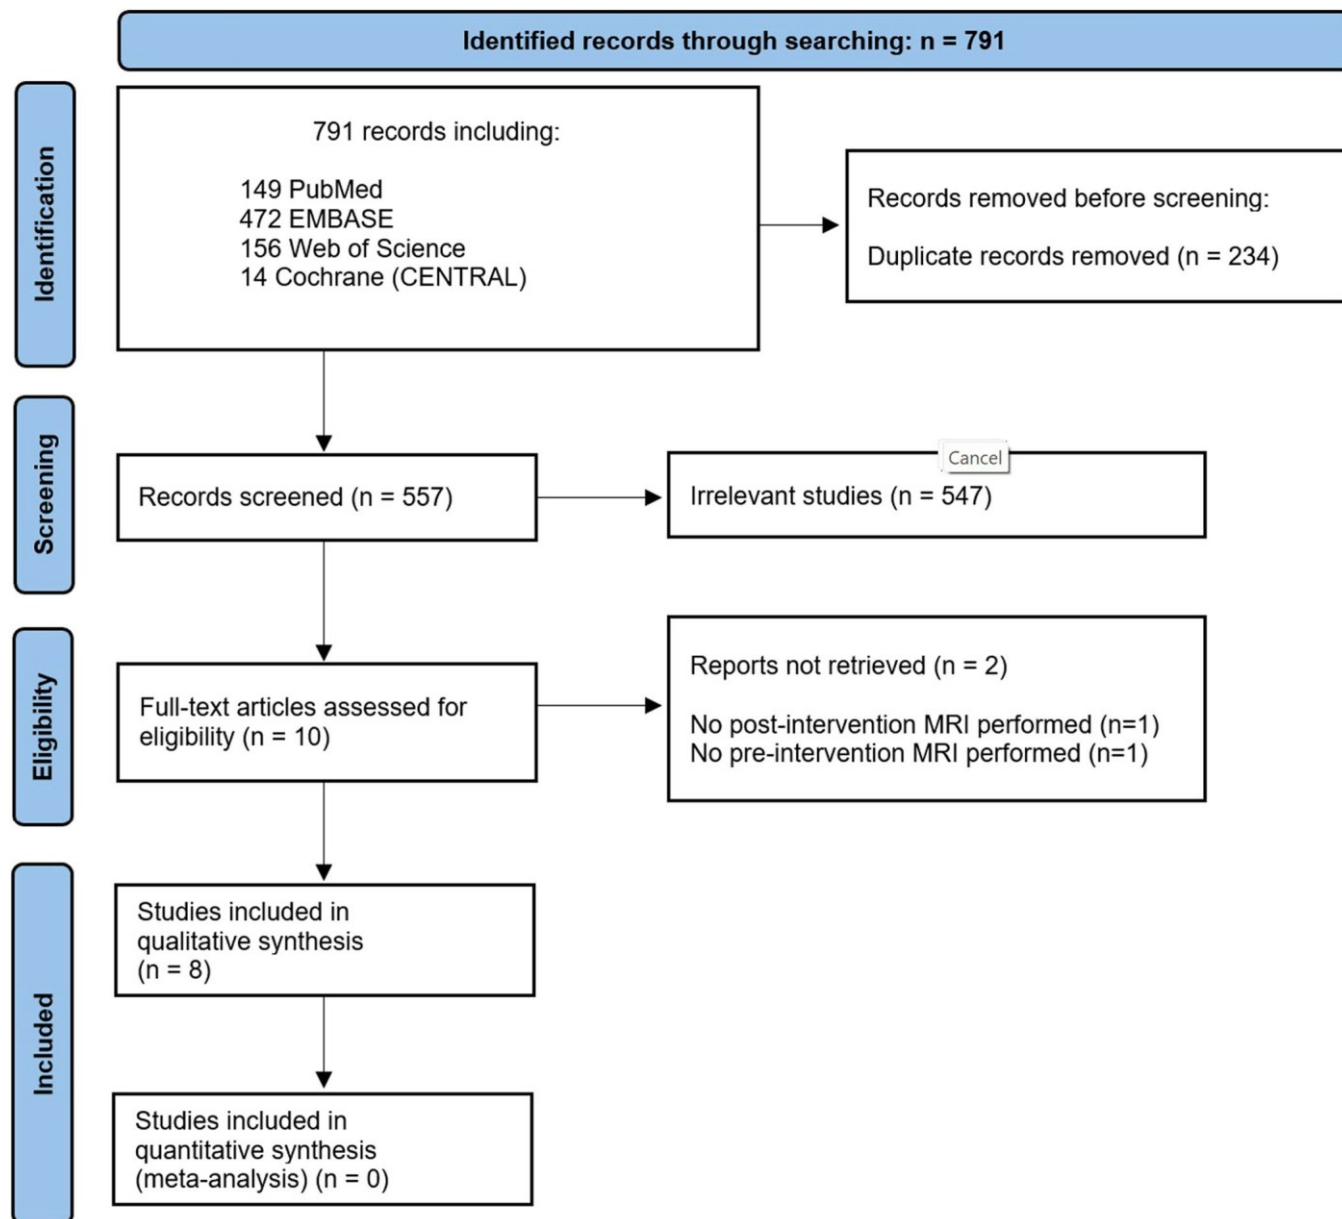 Identified records through searching: n = 791
Identification
791 records including:
149 PubMed
472 EMBASE
156 Web of Science
14 Cochrane (CENTRAL)
Records removed before screening:
Duplicate records removed (n = 234)
Screening
Records screened (n = 557)
Cancel
Irrelevant studies (n = 547)
Eligibility
Full-text articles assessed for
eligibility (n = 10)
Reports not retrieved (n = 2)
No post-intervention MRI performed (n=1)
No pre-intervention MRI performed (n=1)
Included
Studies included in
qualitative synthesis
(n = 8)
Studies included in
quantitative synthesis
(meta-analysis) (n = 0)